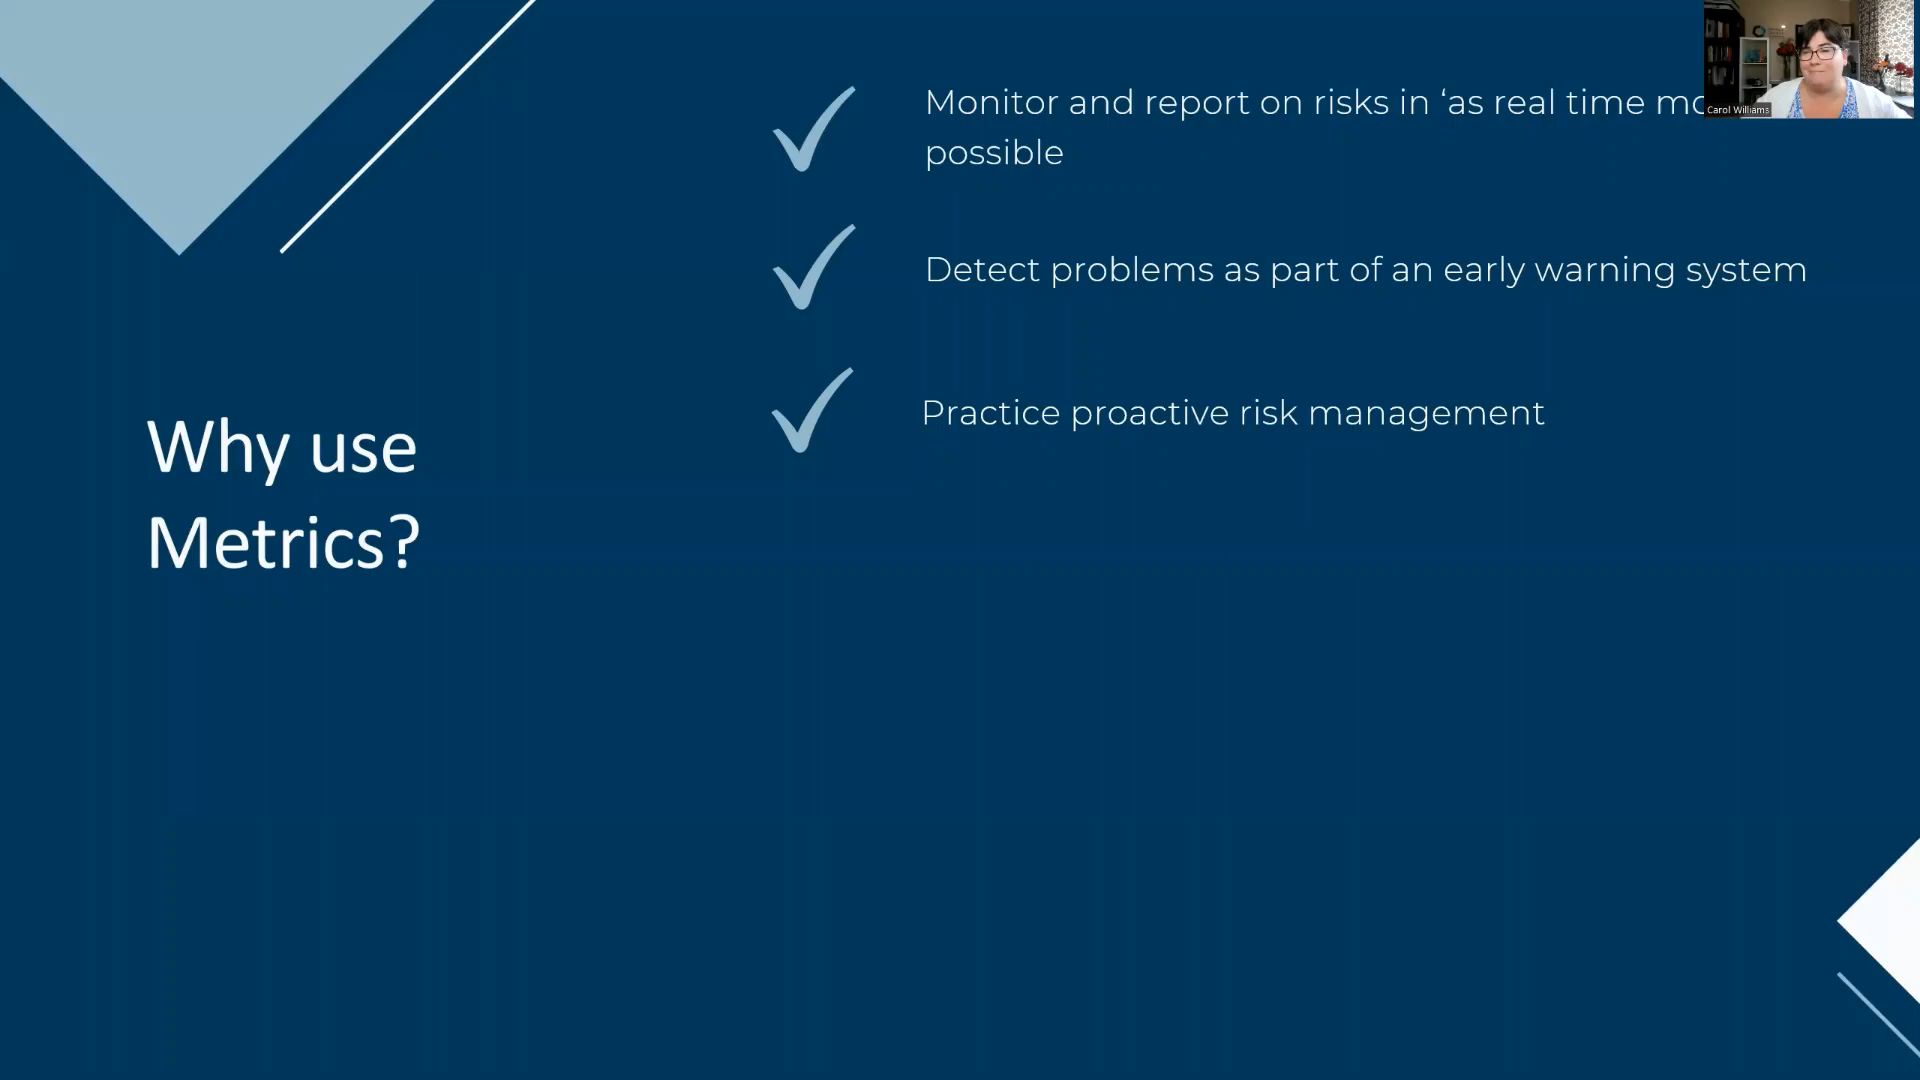 Why use
Metrics?
Monitor and report on risks in ‘as real time
possible
Detect problems as part of an early warning system
Practice proactive risk management
Carol Williams